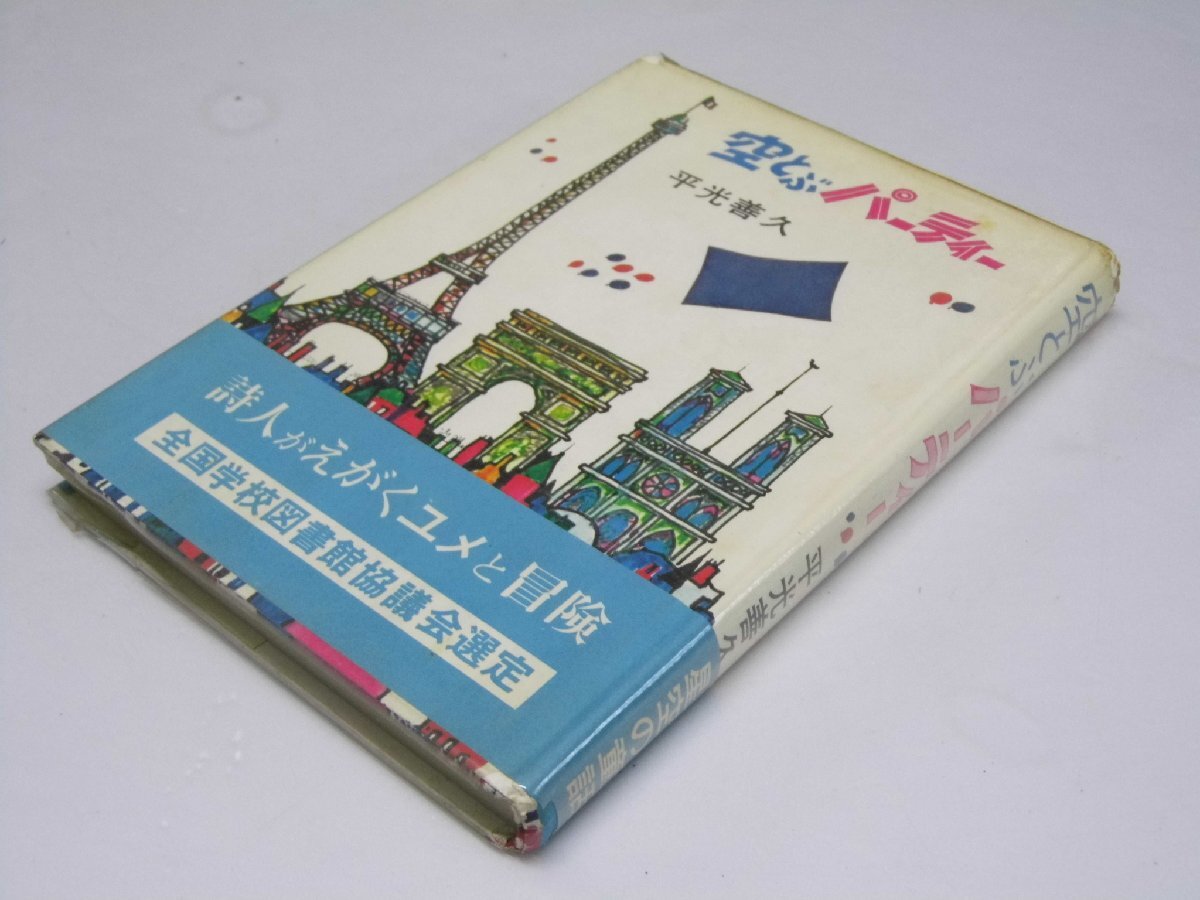 空とぶパーティー
平光善久
詩人がえがくユメと冒険
全国学校図書館協議会選定
空とぶパーティー
平光善久
星空の童話